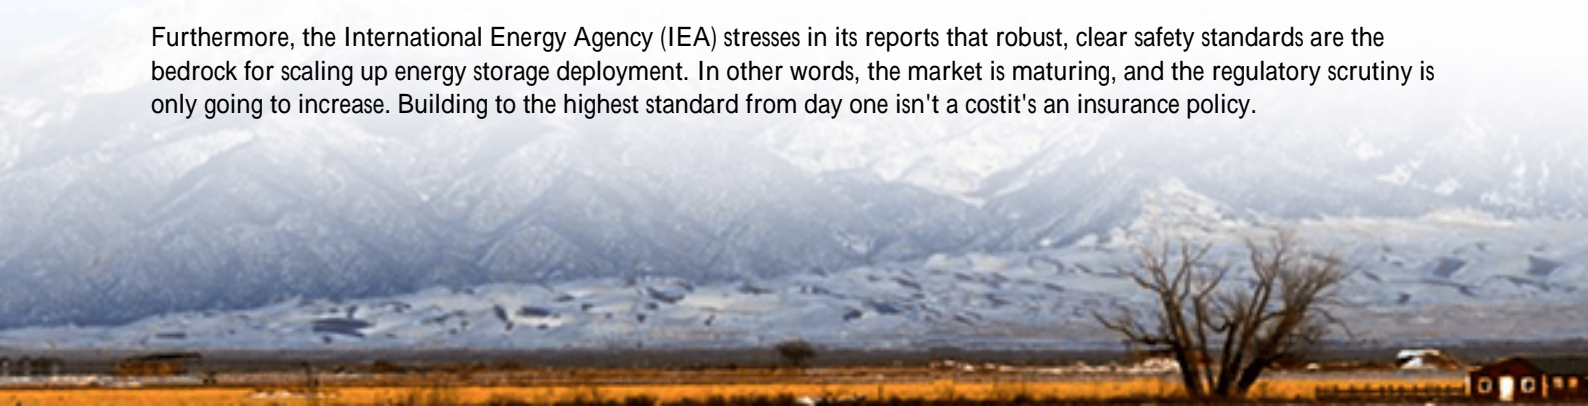 Furthermore, the International Energy Agency (IEA) stresses in its reports that robust, clear safety standards are the
bedrock for scaling up energy storage deployment. In other words, the market is maturing, and the regulatory scrutiny is
only going to increase. Building to the highest standard from day one isn't a costit's an insurance policy.